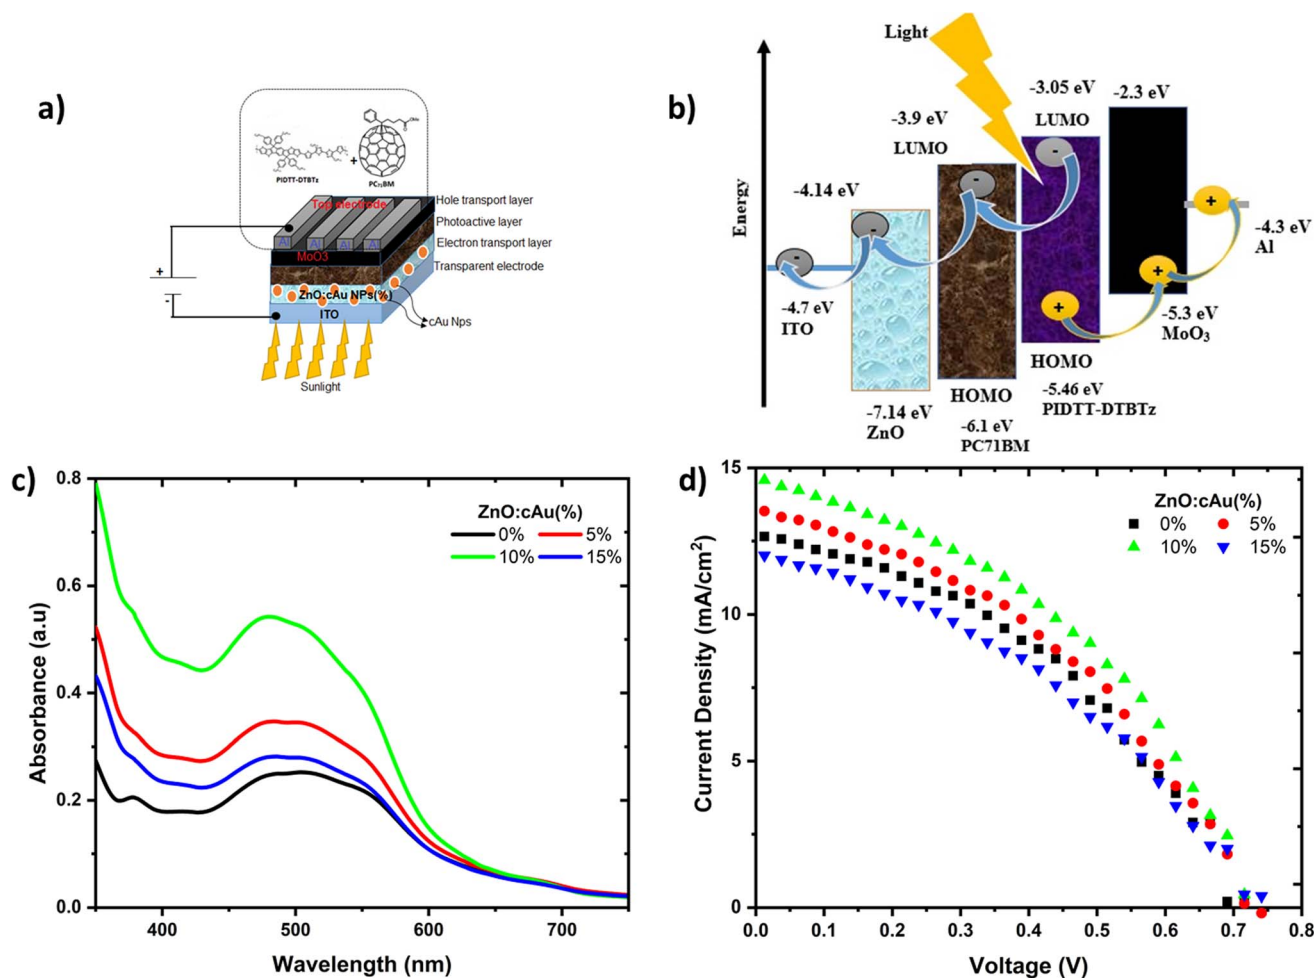 a)
PIDTT-DTBTz
+
PC₇₁BM
Top electrode
Al Al Al Al
MoO3
ZnO:cAu NPs(%)
ITO
Hole transport layer
Photoactive layer
Electron transport layer
Transparent electrode
cAu Nps
+
-
Sunlight
b)
Energy
Light
-4.7 eV
ITO
-4.14 eV
-7.14 eV
ZnO
-3.9 eV
LUMO
HOMO
-6.1 eV
PC71BM
-3.05 eV
LUMO
HOMO
-5.46 eV
PIDTT-DTBTz
-2.3 eV
-5.3 eV
MoO₃
-4.3 eV
Al
c)
0.8
0.6
0.4
0.2
0.0
Absorbance (a.u)
ZnO:cAu(%)
0% 5%
10% 15%
400 500 600 700
Wavelength (nm)
d)
15
10
5
0
Current Density (mA/cm²)
ZnO:cAu(%)
0% 5%
10% 15%
0.0 0.1 0.2 0.3 0.4 0.5 0.6 0.7 0.8
Voltage (V)